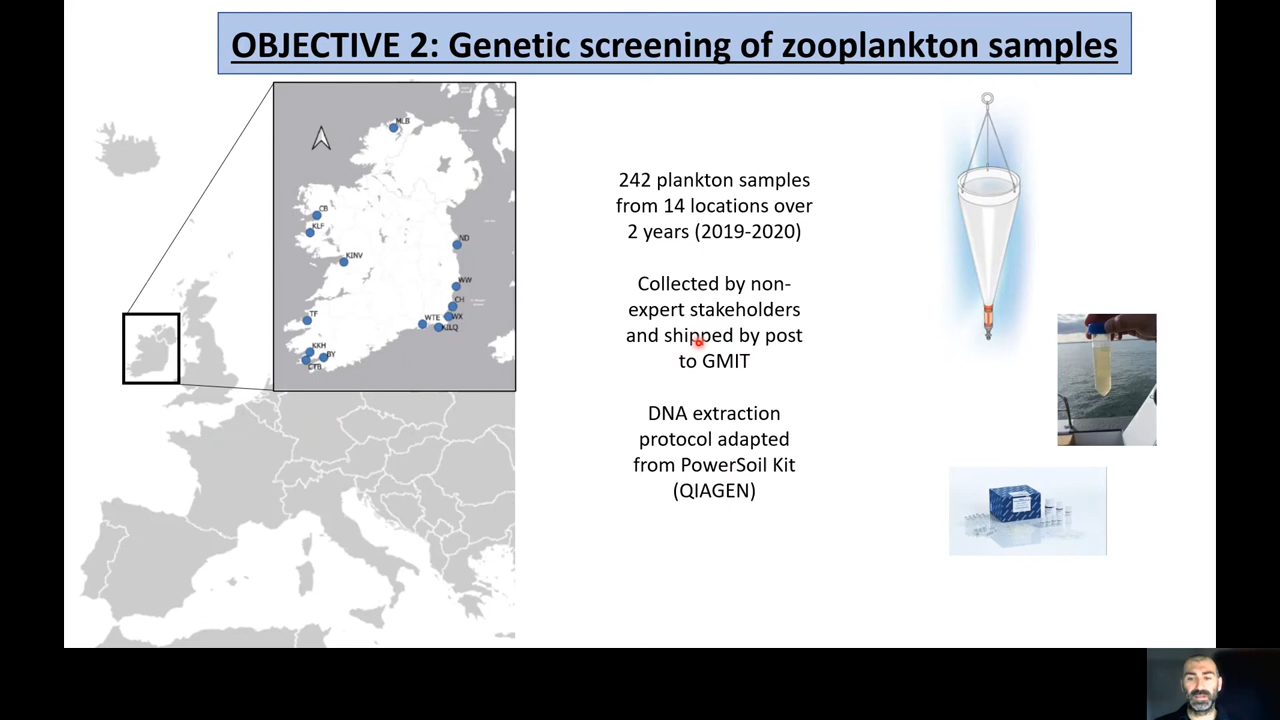 OBJECTIVE 2: Genetic screening of zooplankton samples
MLB
CB
KLF
KINV
ND
WW
CH
WX
WTE
KILQ
TF
KKH
BY
CTB
242 plankton samples
from 14 locations over
2 years (2019-2020)
Collected by non-
expert stakeholders
and shipped by post
to GMIT
DNA extraction
protocol adapted
from PowerSoil Kit
(QIAGEN)